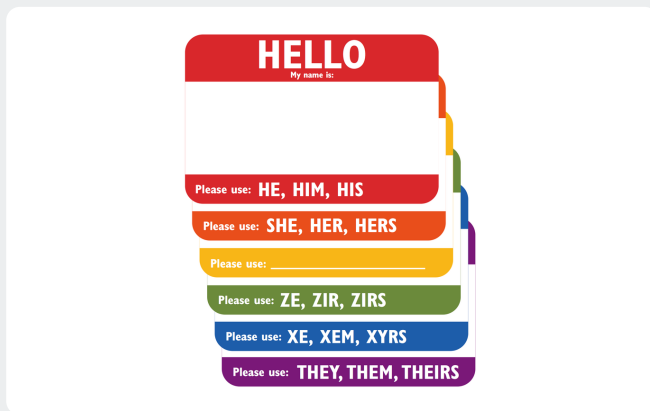 HELLO
My name is:
Please use: HE, HIM, HIS
Please use: SHE, HER, HERS
Please use: ____________________
Please use: ZE, ZIR, ZIRS
Please use: XE, XEM, XYRS
Please use: THEY, THEM, THEIRS